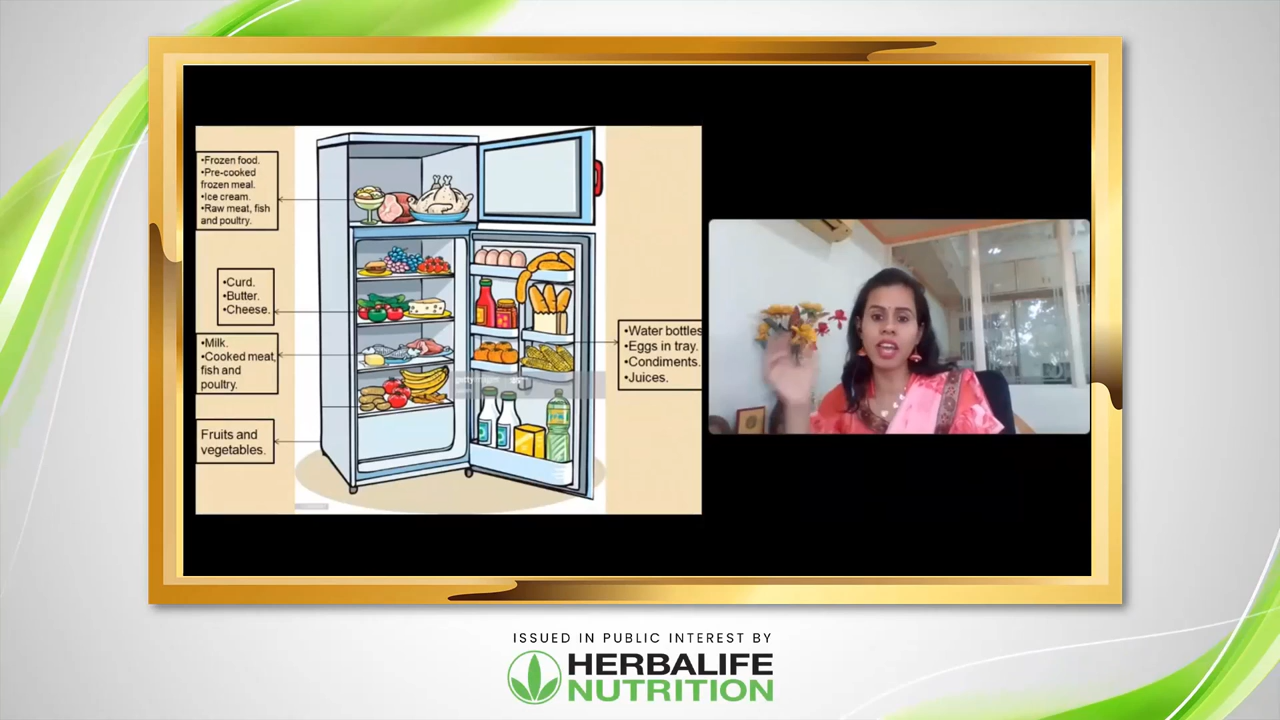 •Frozen food.
•Pre-cooked
frozen meal.
•Ice cream.
•Raw meat, fish
and poultry.
•Curd.
•Butter.
•Cheese.
•Milk.
•Cooked meat,
fish and
poultry.
Fruits and
vegetables.
•Water bottles
•Eggs in tray.
•Condiments.
•Juices.
ISSUED IN PUBLIC INTEREST BY
HERBALIFE
NUTRITION